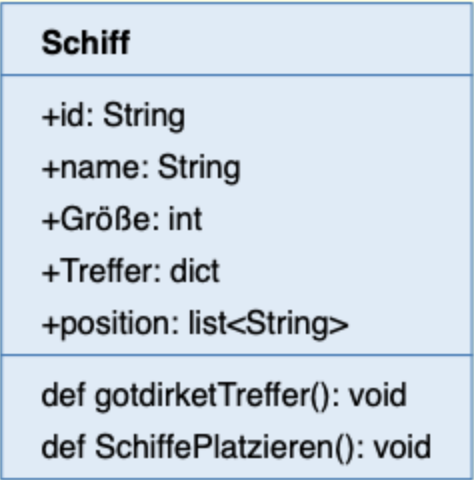 Schiff
+id: String
+name: String
+Größe: int
+Treffer: dict
+position: list<String>
def gotdirketTreffer(): void
def SchiffePlatzieren(): void